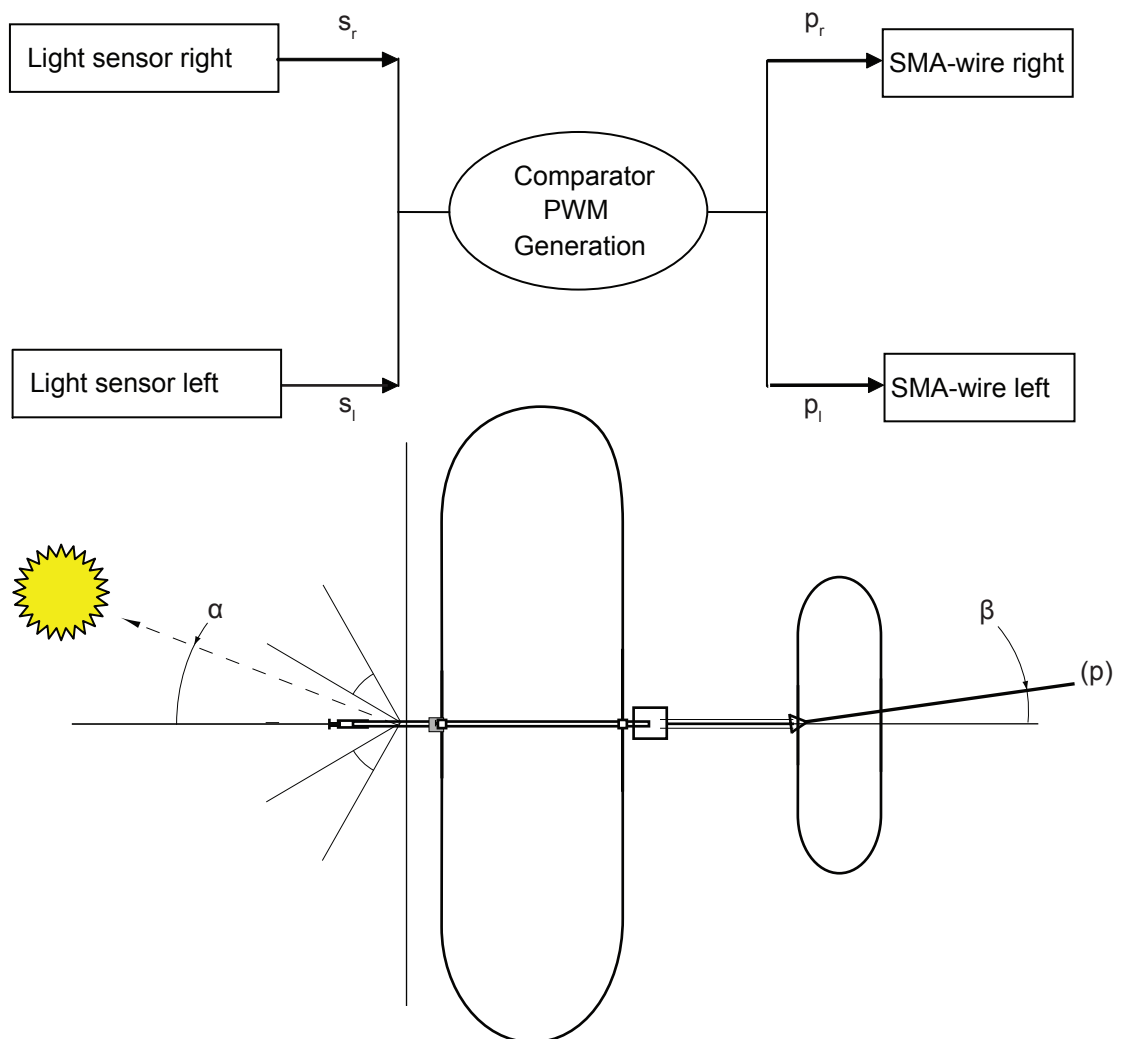 s_r
p_r
Light sensor right
SMA-wire right
Comparator
PWM
Generation
Light sensor left
SMA-wire left
s_l
p_l
α
β
(p)